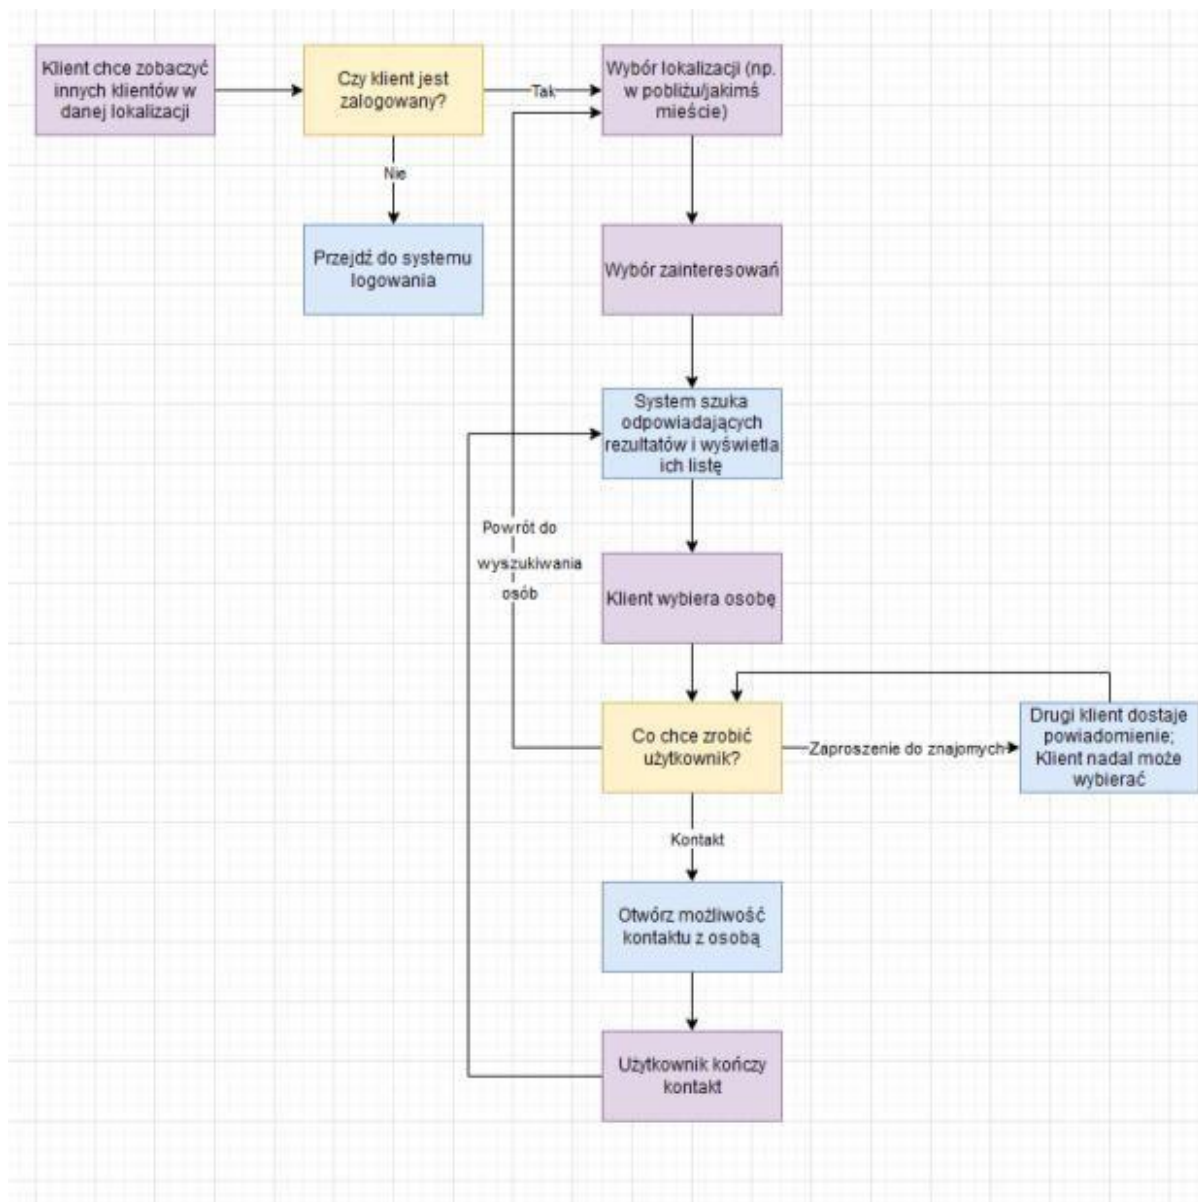 Klient chce zobaczyć
innych klientów w
danej lokalizacji
Czy klient jest
zalogowany?
Tak
Wybór lokalizacji (np.
w pobliżu/jakimś
mieście)
Nie
Przejdź do systemu
logowania
Wybór zainteresowań
System szuka
odpowiadających
rezultatów i wyświetla
ich listę
Powrót do
wyszukiwania
osób
Klient wybiera osobę
Co chce zrobić
użytkownik?
Zaproszenie do znajomych
Drugi klient dostaje
powiadomienie;
Klient nadal może
wybierać
Kontakt
Otwórz możliwość
kontaktu z osobą
Użytkownik kończy
kontakt